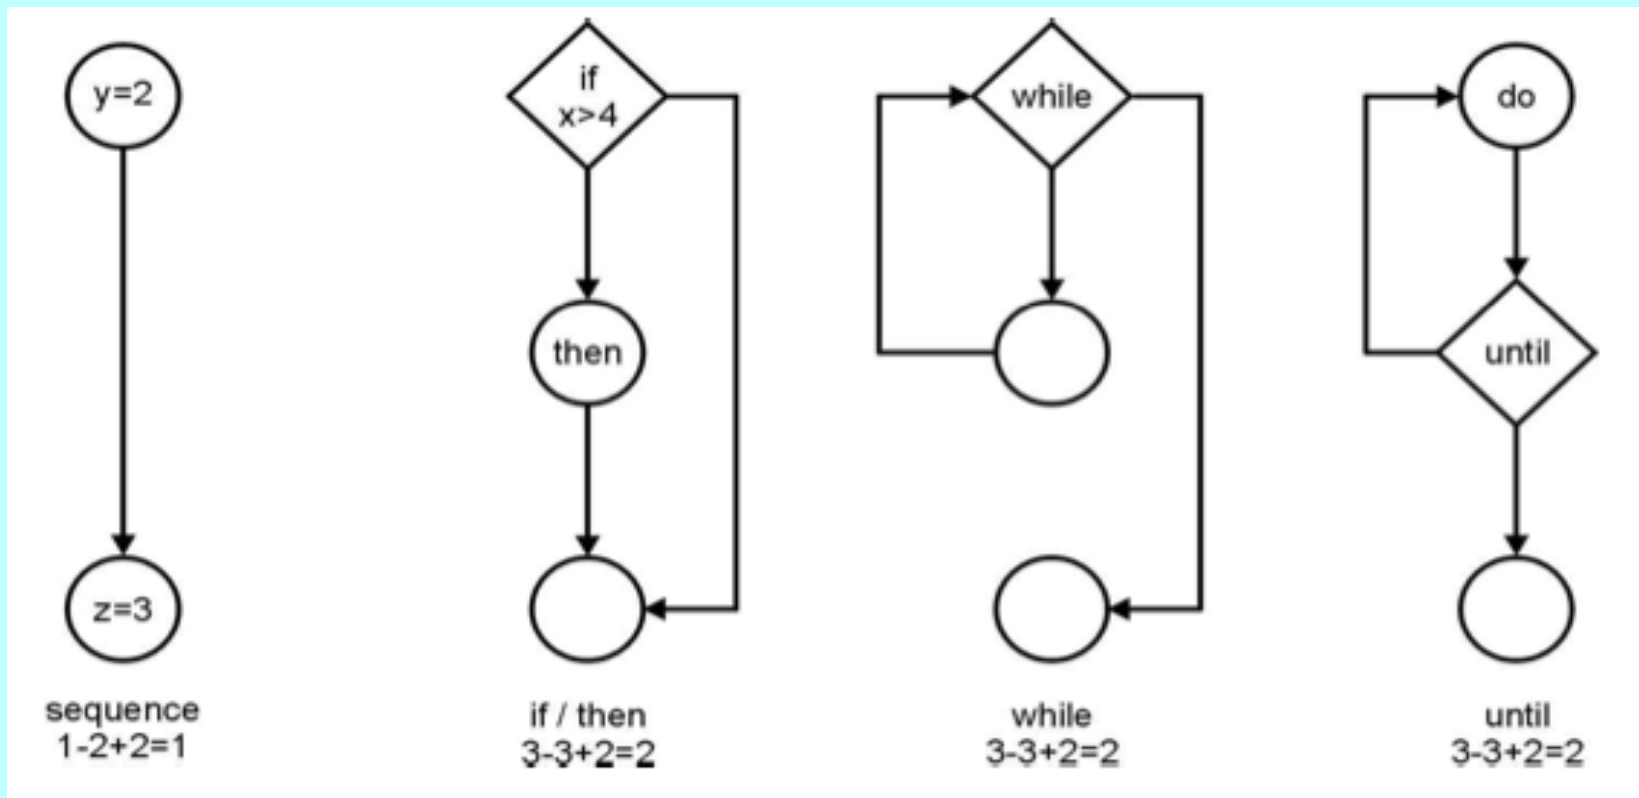 y=2
z=3
sequence
1-2+2=1
if
x>4
then
if / then
3-3+2=2
while
while
3-3+2=2
do
until
until
3-3+2=2